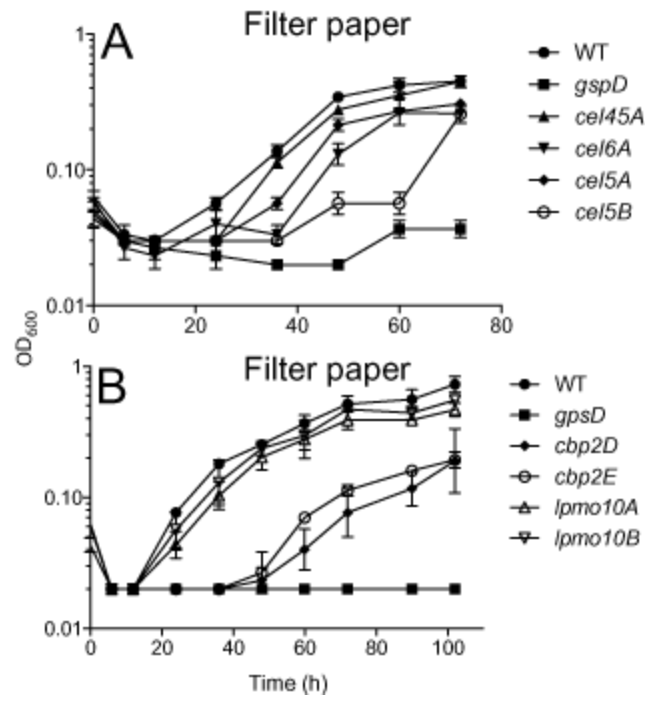 A
Filter paper
WT
gspD
cel45A
cel6A
cel5A
cel5B
1
0.10
0.01
0 20 40 60 80
OD600
B
Filter paper
WT
gpsD
cbp2D
cbp2E
lpmo10A
lpmo10B
1
0.10
0.01
0 20 40 60 80 100
Time (h)